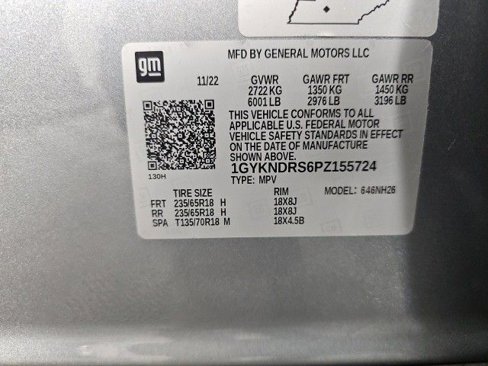 gm
MFD BY GENERAL MOTORS LLC
11/22 GVWR GAWR FRT GAWR RR
2722 KG 1350 KG 1450 KG
6001 LB 2976 LB 3196 LB
THIS VEHICLE CONFORMS TO ALL
APPLICABLE U.S. FEDERAL MOTOR
VEHICLE SAFETY STANDARDS IN EFFECT
ON THE DATE OF MANUFACTURE
SHOWN ABOVE.
1GYKNDRS6PZ155724
130H TYPE: MPV
TIRE SIZE RIM MODEL: 646NH26
FRT 235/65R18 H 18X8J
RR 235/65R18 H 18X8J
SPA T135/70R18 M 18X4.5B